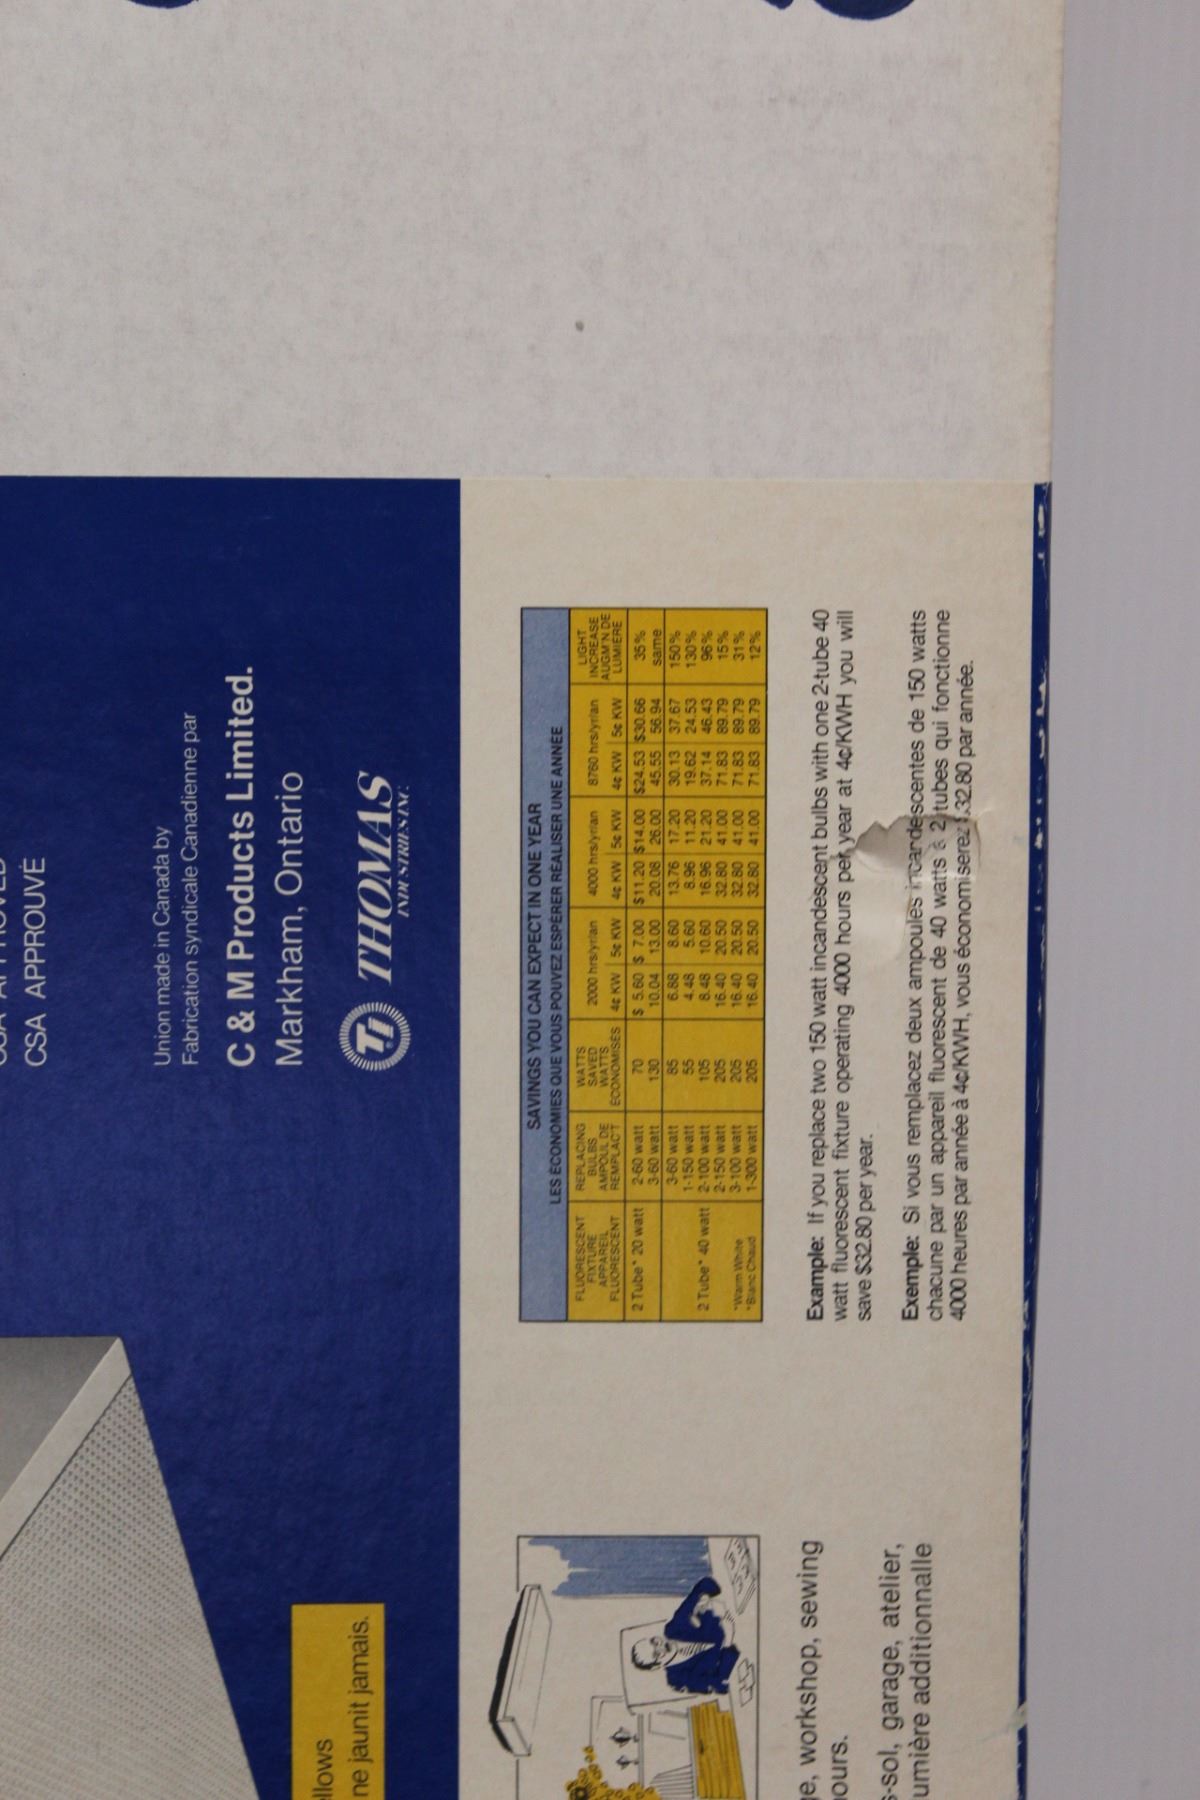 CSA APPROUVÉ
Union made in Canada by
Fabrication syndicale Canadienne par
C & M Products Limited.
Markham, Ontario
THOMAS
INDUSTRIES INC.
llows
ne jaunit jamais.
SAVINGS YOU CAN EXPECT IN ONE YEAR
LES ÉCONOMIES QUE VOUS POUVEZ ESPÉRER RÉALISER UNE ANNÉE
FLUORESCENT FIXTURE APPAREIL FLUORESCENT | REPLACING BULBS AMPOUL DE REMPLAC'T | WATTS SAVED WATTS ÉCONOMISES | 2000 hrs/yr/an | 4000 hrs/yr/an | 8760 hrs/yr/an | LIGHT INCREASE AUGM'N DE LUMIÈRE
4¢ KW 5¢ KW 4¢ KW 5¢ KW 4¢ KW 5¢ KW
2 Tube* 20 watt 2-60 watt 70 $ 5.60 $ 7.00 $11.20 $14.00 $24.53 $30.66 35%
3-60 watt 130 10.04 13.00 20.08 26.00 45.55 56.94 same
3-60 watt 85 6.88 8.60 13.76 17.20 30.13 37.67 150%
1-150 watt 55 4.48 5.60 8.96 11.20 19.62 24.53 130%
2 Tube* 40 watt 2-100 watt 105 8.48 10.60 16.96 21.20 37.14 46.43 96%
2-150 watt 205 16.40 20.50 32.80 41.00 71.83 89.79 15%
*Warm White 3-100 watt 205 16.40 20.50 32.80 41.00 71.83 89.79 31%
*Blanc Chaud 1-300 watt 205 16.40 20.50 32.80 41.00 71.83 89.79 12%
Example: If you replace two 150 watt incandescent bulbs with one 2-tube 40
watt fluorescent fixture operating 4000 hours per year at 4¢/KWH you will
save $32.80 per year.
Exemple: Si vous remplacez deux ampoules incardescentes de 150 watts
chacune par un appareil fluorescent de 40 watts à 2 tubes qui fonctionne
4000 heures par année à 4¢/KWH, vous économiserez $32.80 par année.
ge, workshop, sewing
ours.
s-sol, garage, atelier,
umière additionnalle